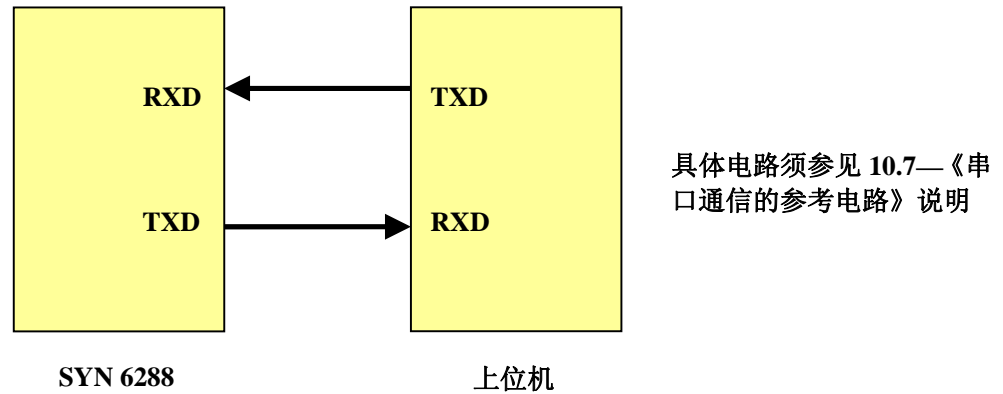 RXD
TXD
TXD
RXD
具体电路须参见 10.7—《串
口通信的参考电路》说明
SYN 6288
上位机